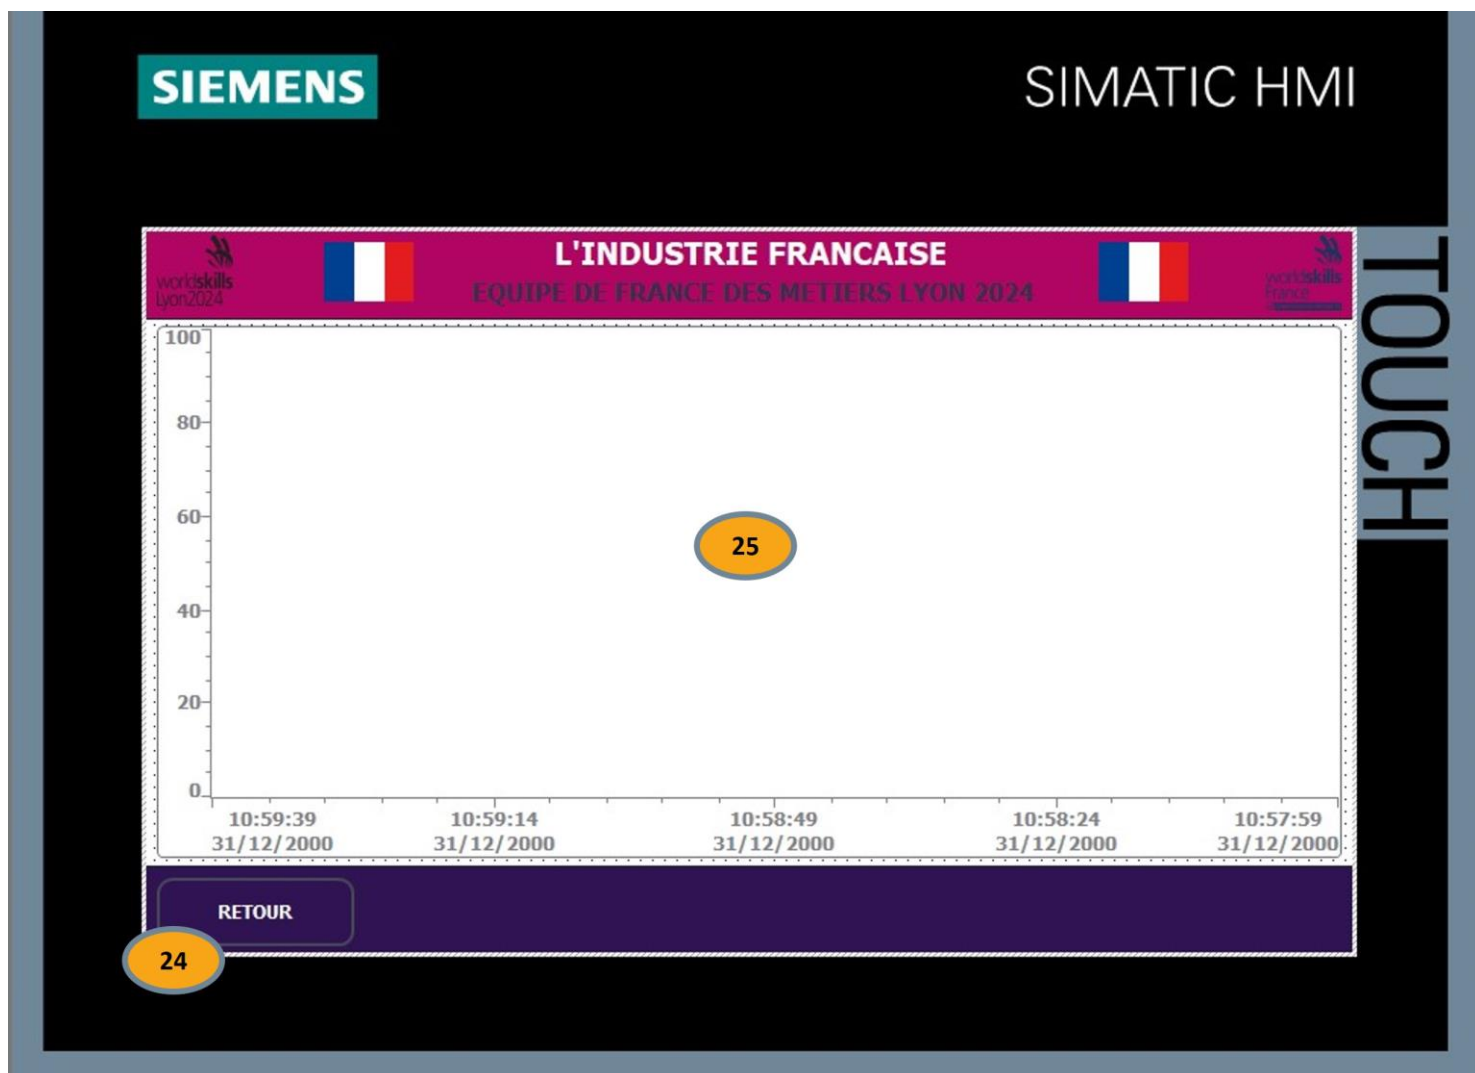 SIEMENS
SIMATIC HMI
TOUCH
worldskills
Lyon2024
L'INDUSTRIE FRANCAISE
EQUIPE DE FRANCE DES METIERS LYON 2024
worldskills
France
100
80
60
40
20
0
25
10:59:39 10:59:14 10:58:49 10:58:24 10:57:59
31/12/2000 31/12/2000 31/12/2000 31/12/2000 31/12/2000
RETOUR
24